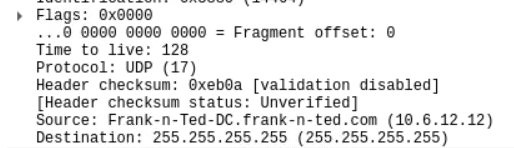 Flags: 0x0000
...0 0000 0000 0000 = Fragment offset: 0
Time to live: 128
Protocol: UDP (17)
Header checksum: 0xeb0a [validation disabled]
[Header checksum status: Unverified]
Source: Frank-n-Ted-DC.frank-n-ted.com (10.6.12.12)
Destination: 255.255.255.255 (255.255.255.255)